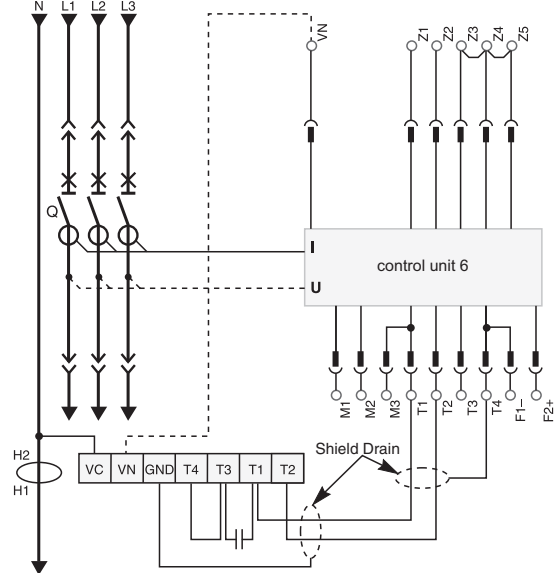 N L1 L2 L3
VN
Z1 Z2 Z3 Z4 Z5
Q
I
control unit 6
U
M1 M2 M3 T1 T2 T3 T4 F1– F2+
Shield Drain
H2
H1
VC VN GND T4 T3 T1 T2